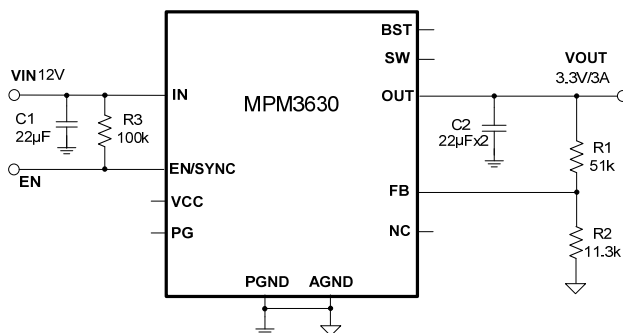 BST
VIN 12V
SW
VOUT
3.3V/3A
IN
MPM3630
OUT
C1
22µF
R3
100k
C2
22µFx2
R1
51k
EN/SYNC
EN
FB
VCC
PG
NC
R2
11.3k
PGND
AGND